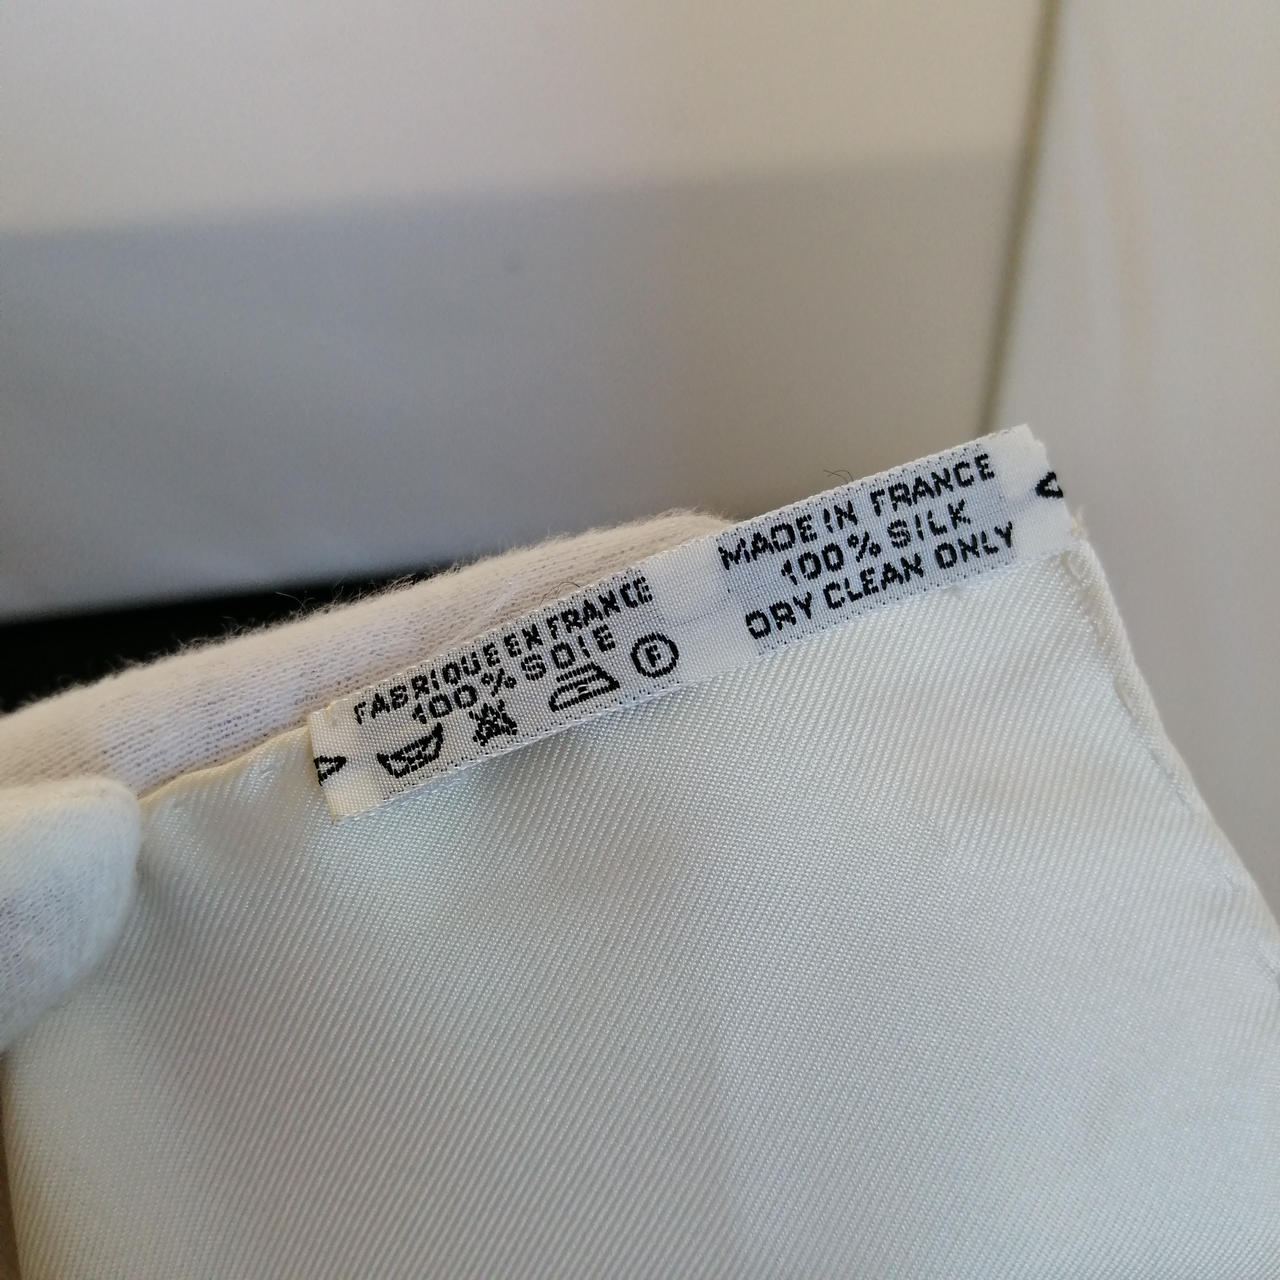 FABRIQUE EN FRANCE
100% SOIE
F
MADE IN FRANCE
100% SILK
DRY CLEAN ONLY